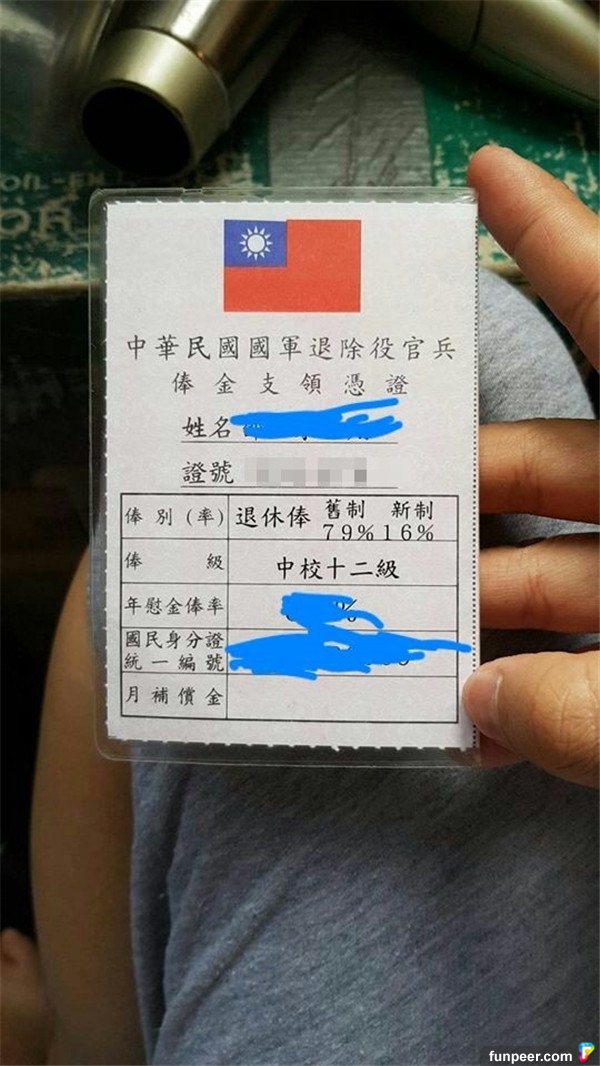 中華民國國軍退除役官兵
俸金支領憑證
姓名
證號
俸別(率) 退休俸 舊制 新制
79% 16%
俸級 中校十二級
年慰金俸率 %
國民身分證
統一編號
月補償金
OR
funpeer.com